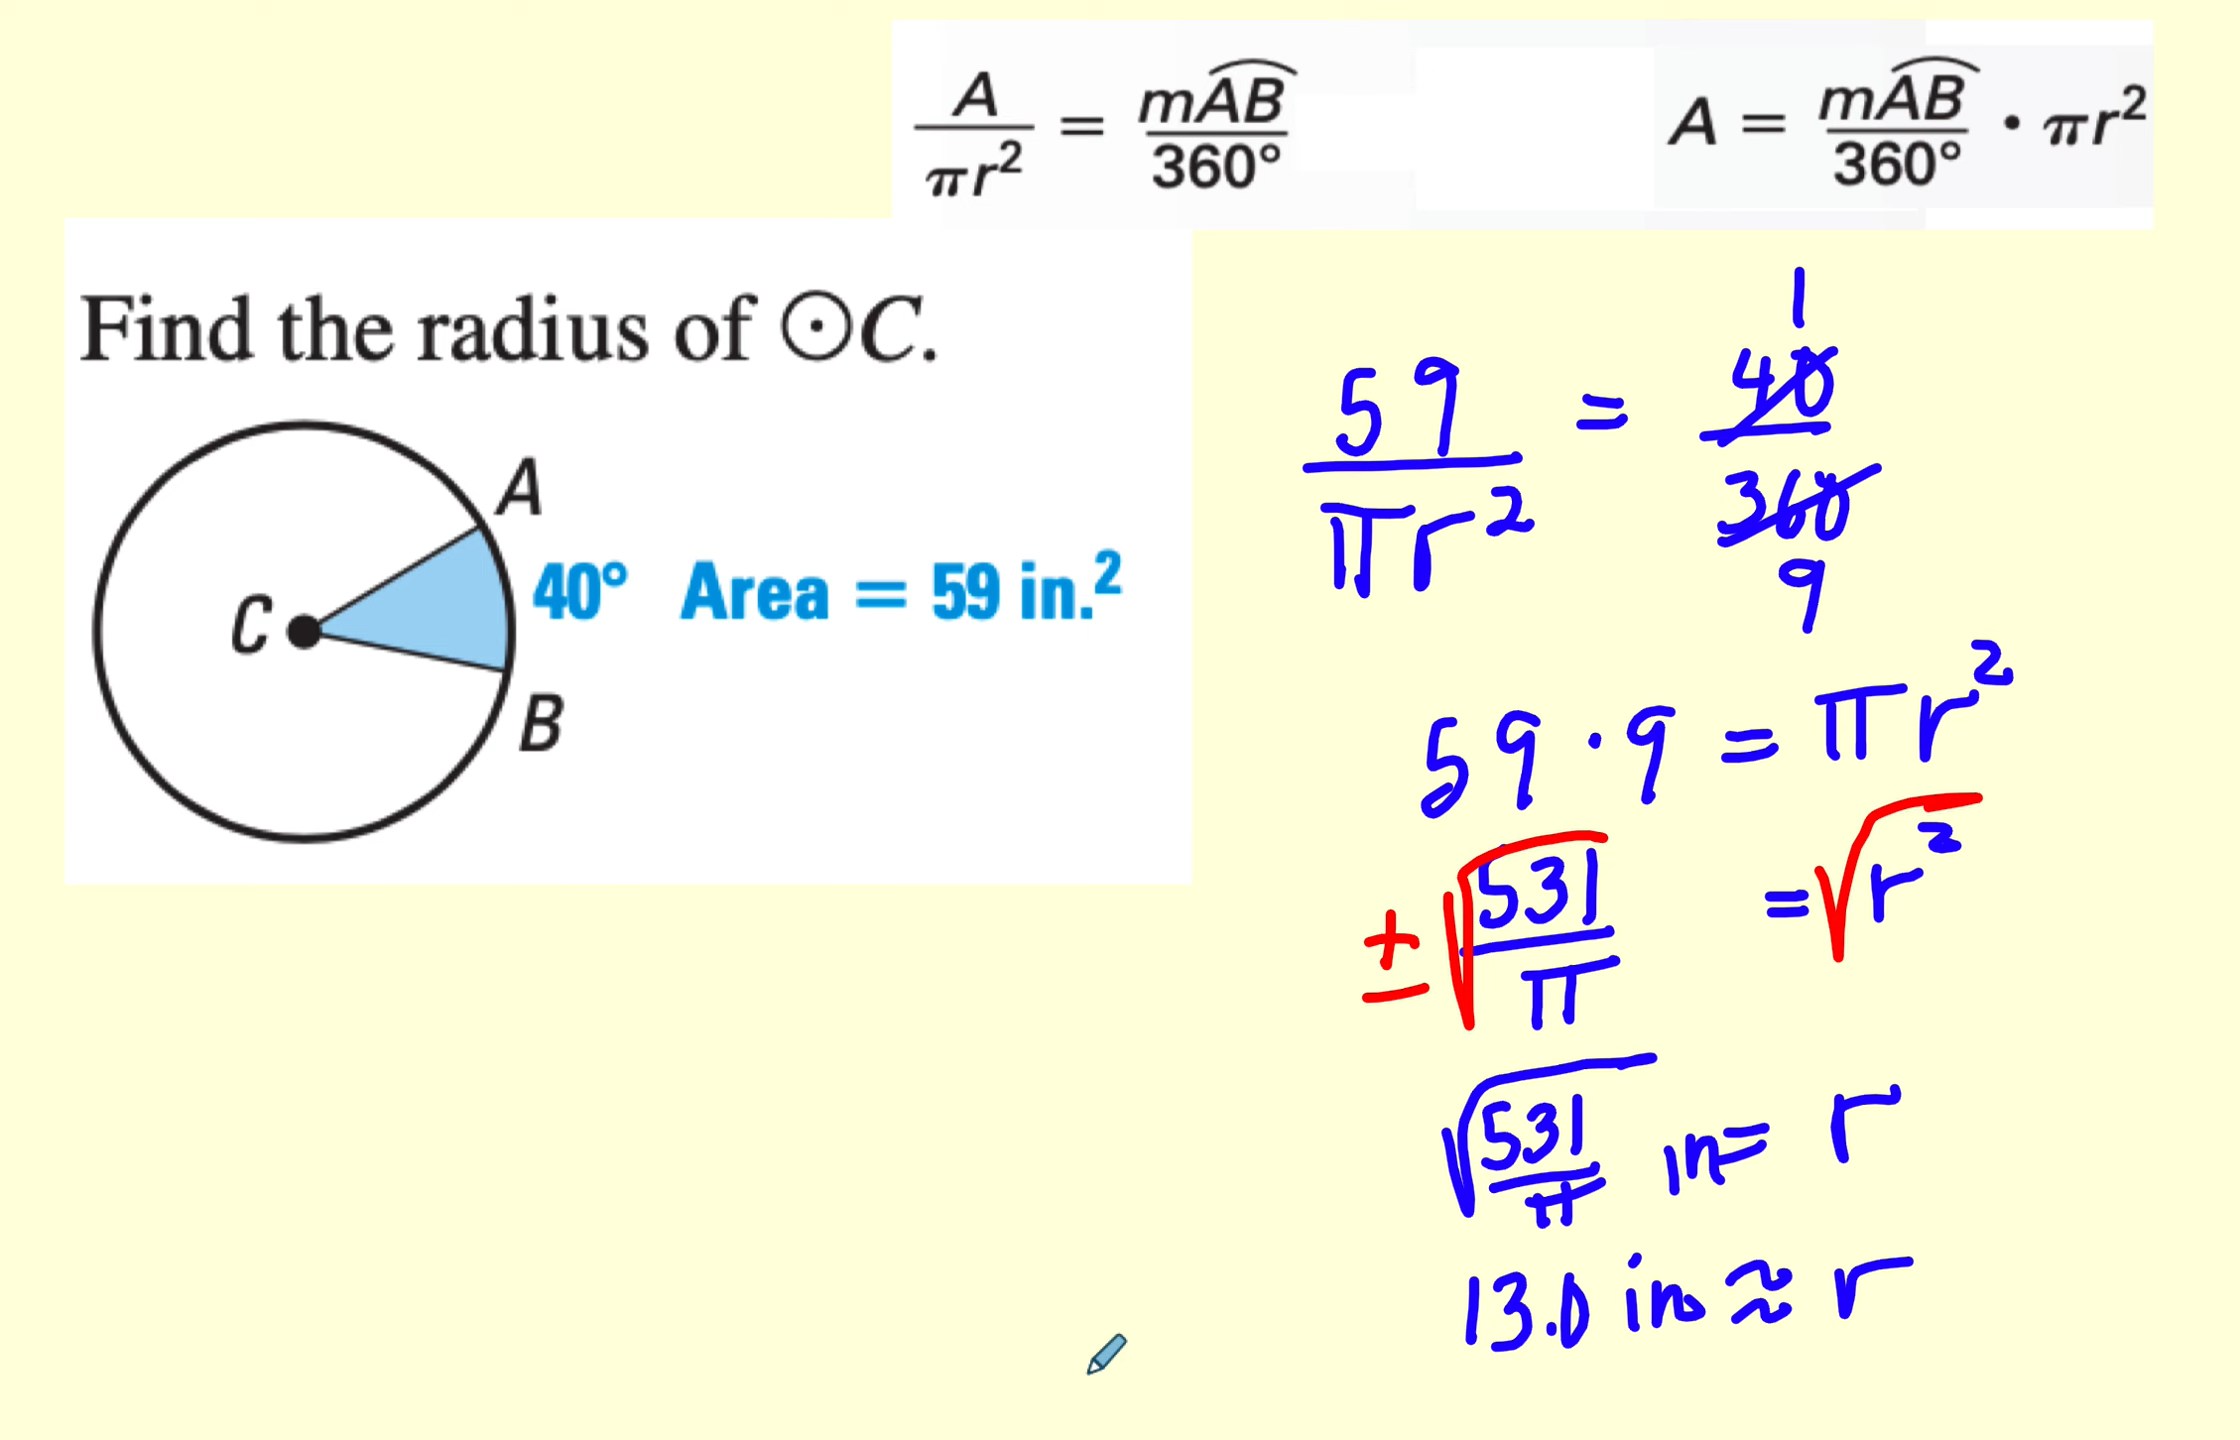 A/πr² = mAB/360°
A = mAB/360° • πr²
Find the radius of ⊙C.
A
C
40° Area = 59 in.²
B
59/πr² = 40/360
1
9
59 · 9 = πr²
±√(531/π) = √r²
√(531/π) in = r
13.0 in ≈ r